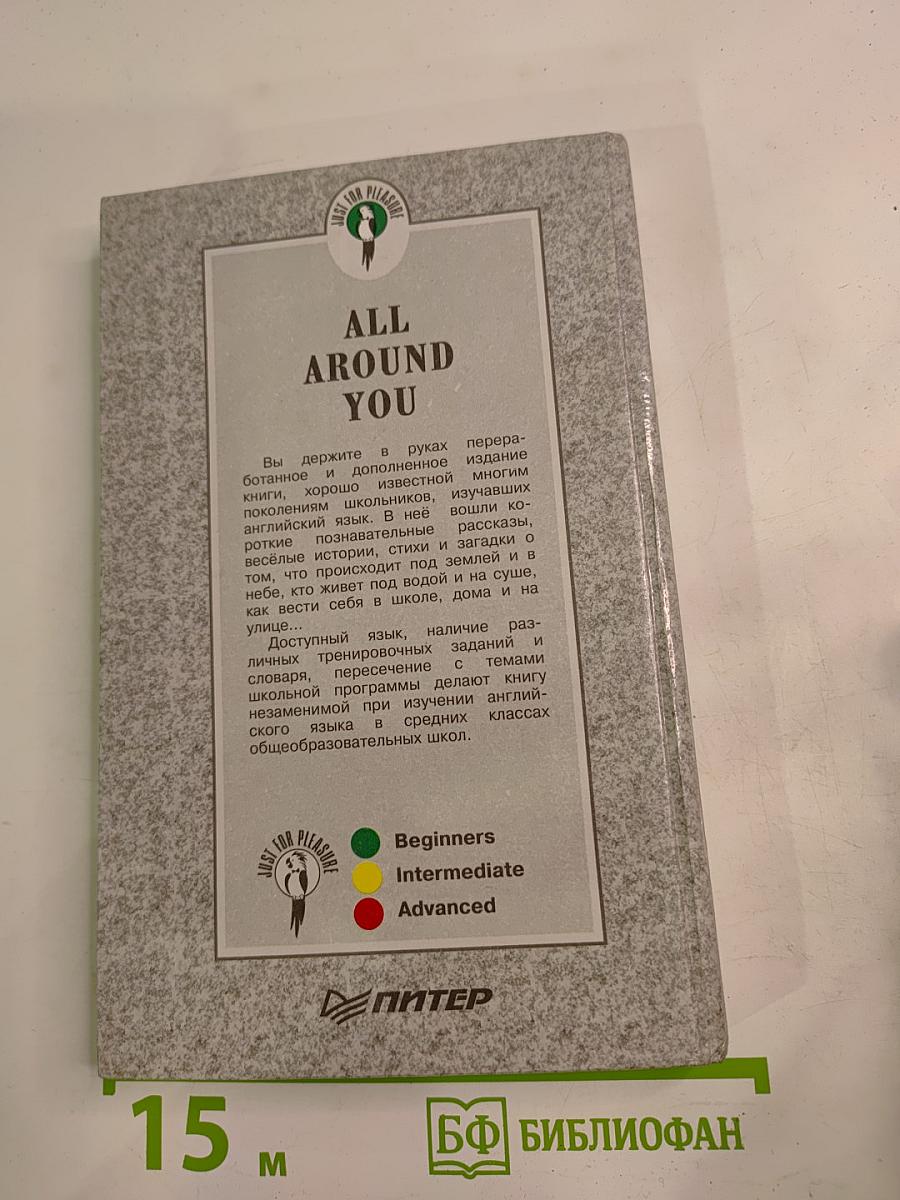 JUST FOR PLEASURE
ALL
AROUND
YOU
Вы держите в руках перера-
ботанное и дополненное издание
книги, хорошо известной многим
поколениям школьников, изучавших
английский язык. В неё вошли ко-
роткие познавательные рассказы,
весёлые истории, стихи и загадки о
том, что происходит под землей и в
небе, кто живет под водой и на суше,
как вести себя в школе, дома и на
улице...
Доступный язык, наличие раз-
личных тренировочных заданий и
словаря, пересечение с темами
школьной программы делают книгу
незаменимой при изучении англий-
ского языка в средних классах
общеобразовательных школ.
JUST FOR PLEASURE
Beginners
Intermediate
Advanced
ПИТЕР
15 м
БФ БИБЛИОФАН